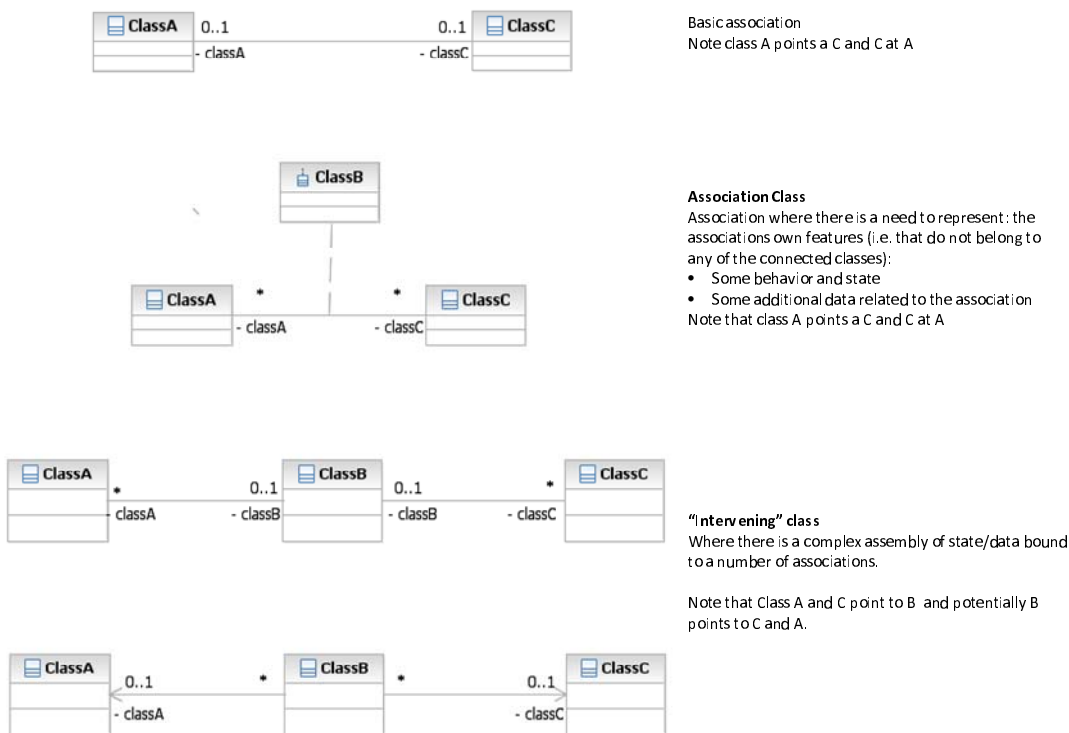 ClassA
0..1
0..1
ClassC
- classA
- classC
Basic association
Note class A points a C and C at A
ClassB
ClassA
*
*
ClassC
- classA
- classC
Association Class
Association where there is a need to represent: the
associations own features (i.e. that do not belong to
any of the connected classes):
• Some behavior and state
• Some additional data related to the association
Note that class A points a C and C at A
ClassA
*
0..1
ClassB
0..1
*
ClassC
- classA
- classB
- classB
- classC
"Intervening" class
Where there is a complex assembly of state/data bound
to a number of associations.
Note that Class A and C point to B and potentially B
points to C and A.
ClassA
0..1
*
ClassB
*
0..1
ClassC
- classA
- classC